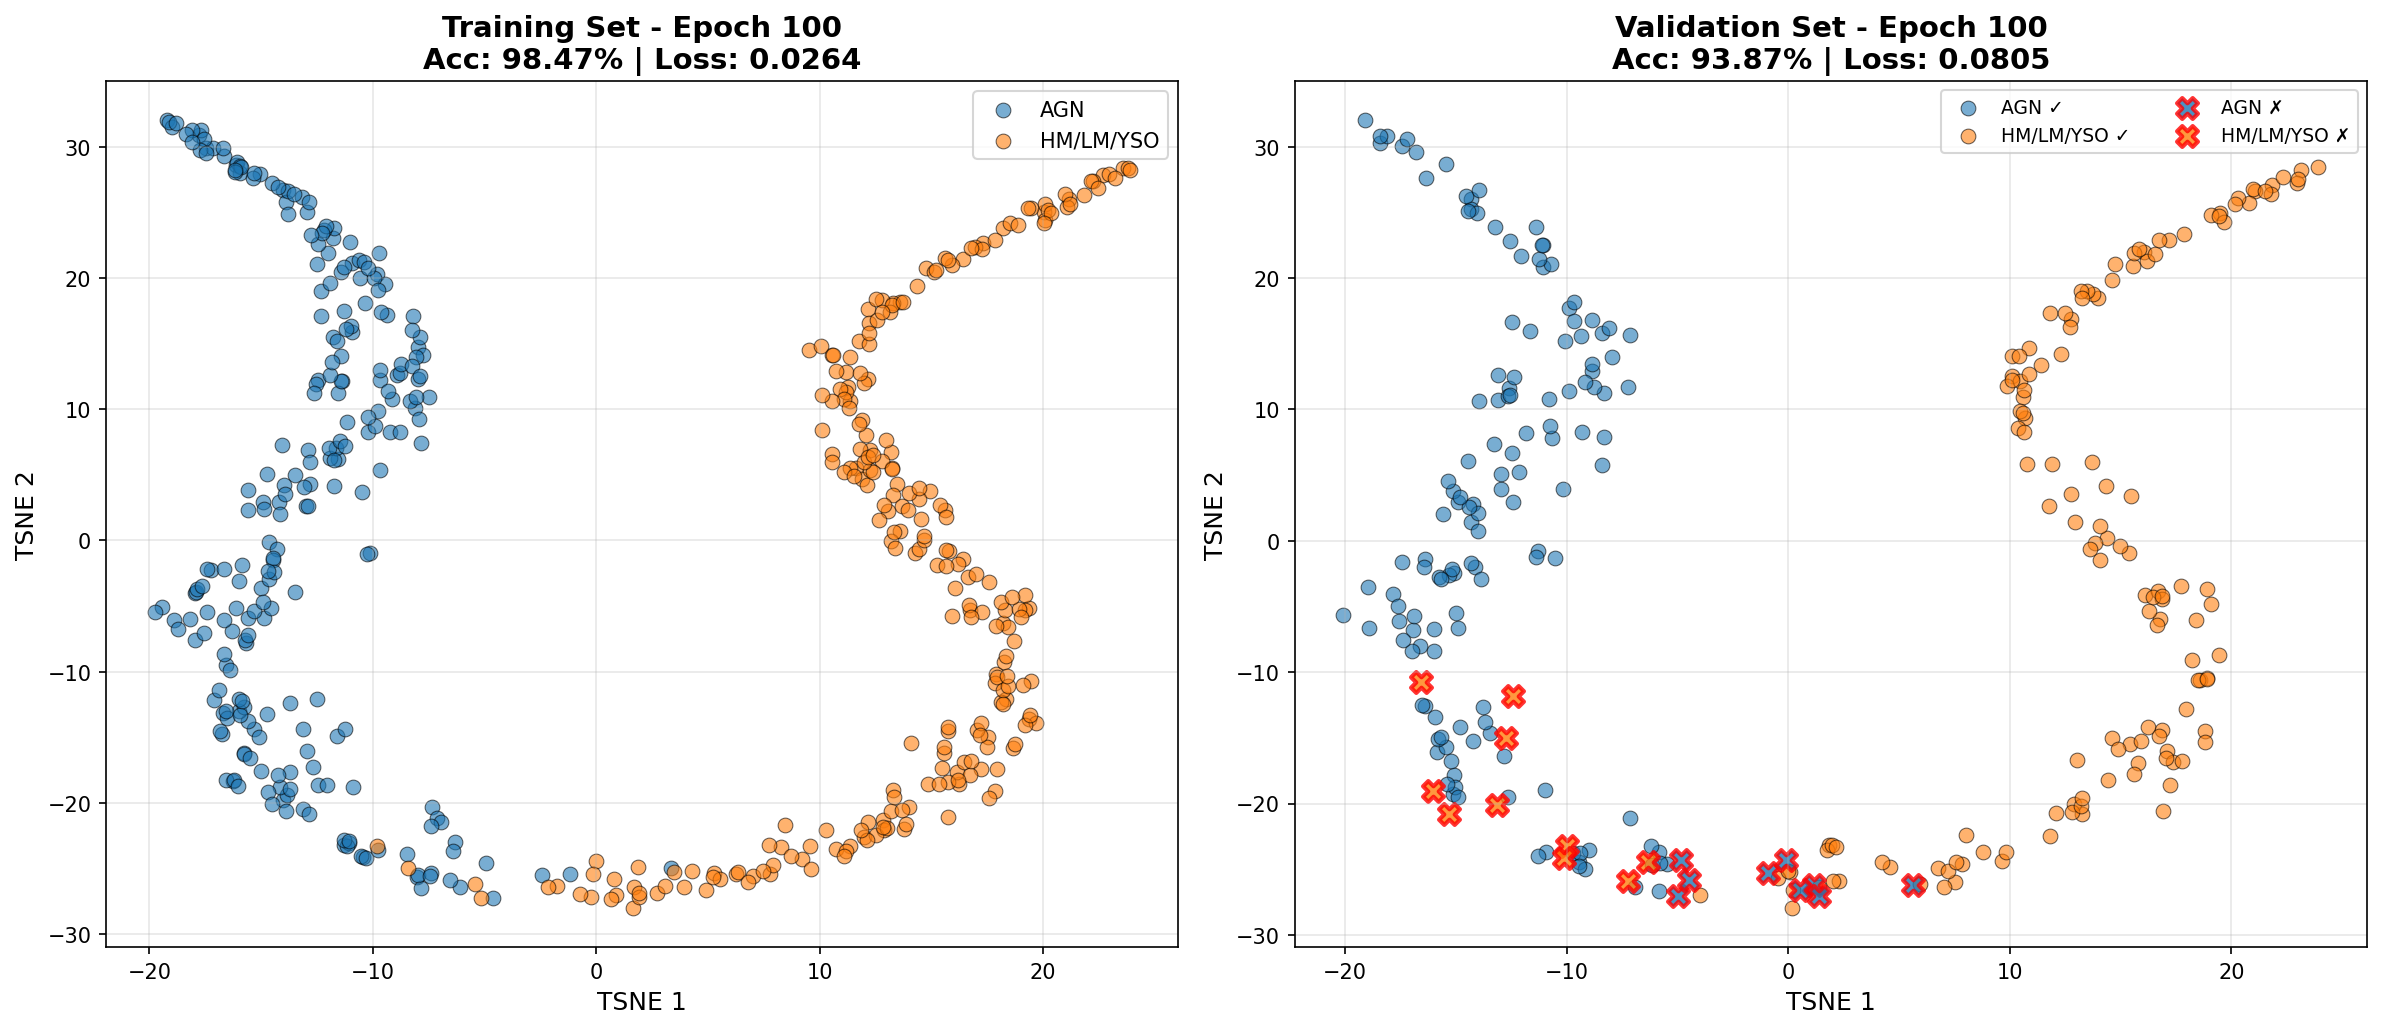 Training Set - Epoch 100
Acc: 98.47% | Loss: 0.0264
AGN
HM/LM/YSO
30
20
10
0
−10
−20
−30
TSNE 2
−20
−10
0
10
20
TSNE 1
Validation Set - Epoch 100
Acc: 93.87% | Loss: 0.0805
AGN ✓
AGN ✗
HM/LM/YSO ✓
HM/LM/YSO ✗
30
20
10
0
−10
−20
−30
TSNE 2
−20
−10
0
10
20
TSNE 1